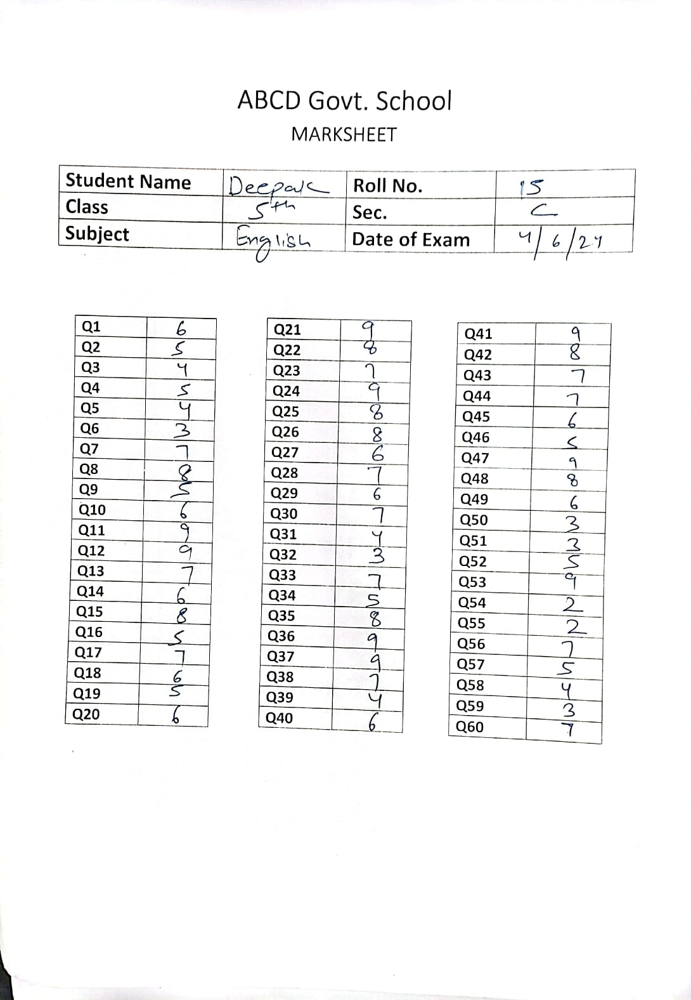 ABCD Govt. School
MARKSHEET
Student Name Deepak Roll No. 15
Class 5th Sec. C
Subject English Date of Exam 4/6/24
Q1 6 Q21 9 Q41 9
Q2 5 Q22 8 Q42 8
Q3 4 Q23 7 Q43 7
Q4 5 Q24 9 Q44 7
Q5 4 Q25 8 Q45 6
Q6 3 Q26 8 Q46 5
Q7 7 Q27 6 Q47 9
Q8 8 Q28 7 Q48 8
Q9 5 Q29 6 Q49 6
Q10 6 Q30 7 Q50 3
Q11 9 Q31 4 Q51 3
Q12 9 Q32 3 Q52 5
Q13 7 Q33 7 Q53 9
Q14 6 Q34 5 Q54 2
Q15 8 Q35 8 Q55 2
Q16 5 Q36 9 Q56 7
Q17 7 Q37 9 Q57 5
Q18 6 Q38 7 Q58 4
Q19 5 Q39 4 Q59 3
Q20 6 Q40 6 Q60 7